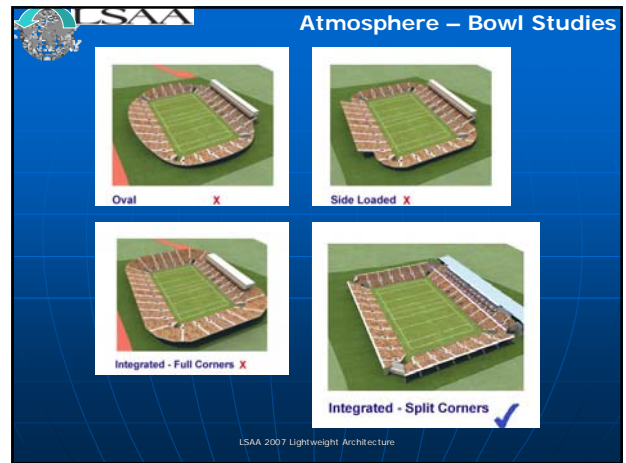 LSAA
Atmosphere – Bowl Studies
Oval X
Side Loaded X
Integrated - Full Corners X
Integrated - Split Corners
LSAA 2007 Lightweight Architecture